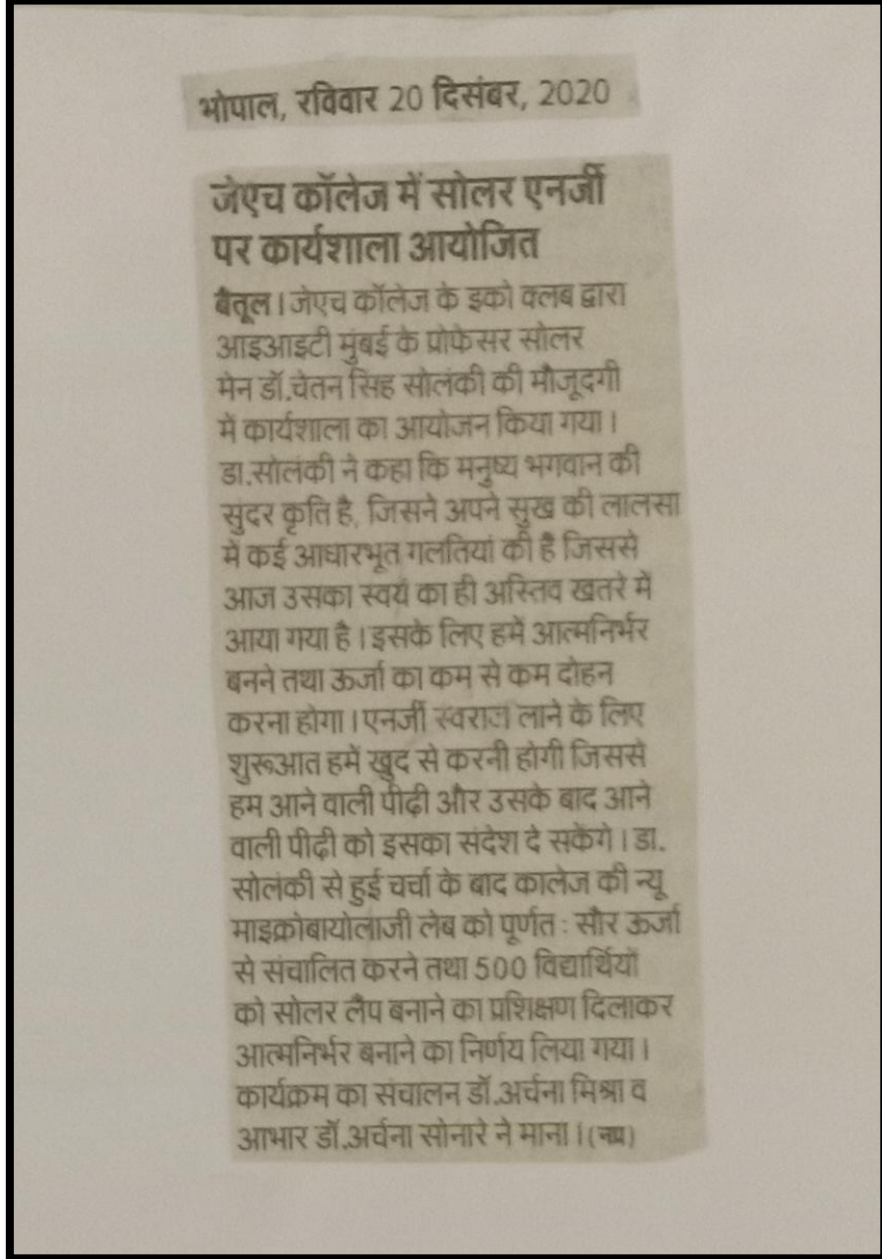 भोपाल, रविवार 20 दिसंबर, 2020
जेएच कॉलेज में सोलर एनर्जी
पर कार्यशाला आयोजित
बैतूल। जेएच कॉलेज के इको क्लब द्वारा
आइआइटी मुंबई के प्रोफेसर सोलर
मेन डॉ.चेतन सिंह सोलंकी की मौजूदगी
में कार्यशाला का आयोजन किया गया।
डा.सोलंकी ने कहा कि मनुष्य भगवान की
सुंदर कृति है, जिसने अपने सुख की लालसा
में कई आधारभूत गलतियां की हैं जिससे
आज उसका स्वयं का ही अस्तिव खतरे में
आया गया है। इसके लिए हमें आत्मनिर्भर
बनने तथा ऊर्जा का कम से कम दोहन
करना होगा। एनर्जी स्वराज लाने के लिए
शुरूआत हमें खुद से करनी होगी जिससे
हम आने वाली पीढ़ी और उसके बाद आने
वाली पीढ़ी को इसका संदेश दे सकेंगे। डा.
सोलंकी से हुई चर्चा के बाद कालेज की न्यू
माइक्रोबायोलाजी लेब को पूर्णत: सौर ऊर्जा
से संचालित करने तथा 500 विद्यार्थियों
को सोलर लैंप बनाने का प्रशिक्षण दिलाकर
आत्मनिर्भर बनाने का निर्णय लिया गया।
कार्यक्रम का संचालन डॉ.अर्चना मिश्रा व
आभार डॉ.अर्चना सोनारे ने माना। (नप्र)